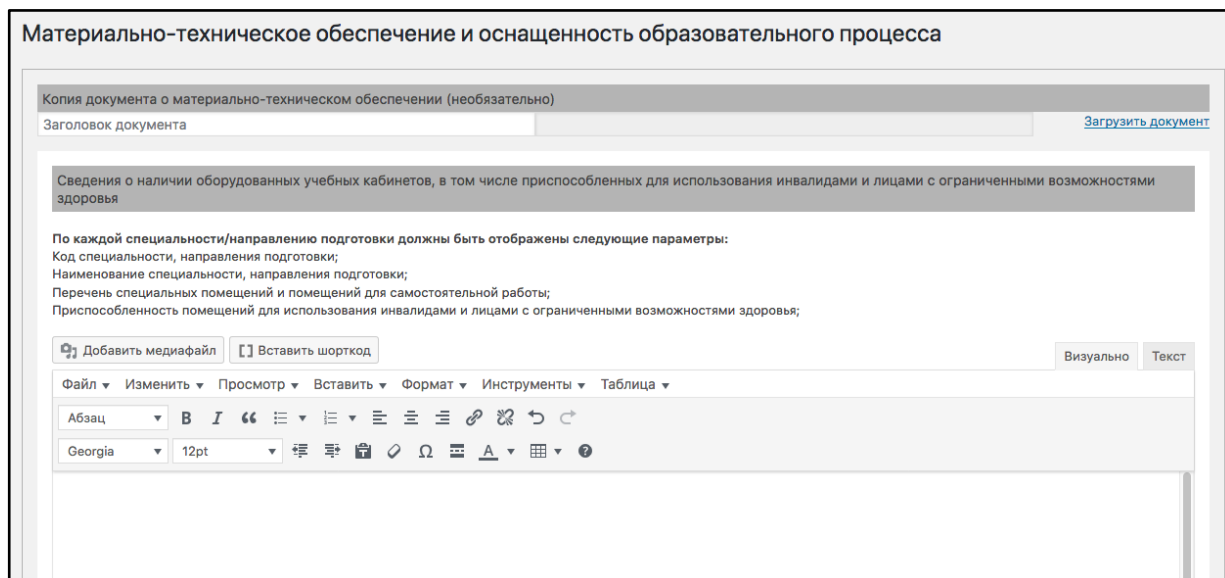 Материально-техническое обеспечение и оснащенность образовательного процесса
Копия документа о материально-техническом обеспечении (необязательно)
Заголовок документа
Загрузить документ
Сведения о наличии оборудованных учебных кабинетов, в том числе приспособленных для использования инвалидами и лицами с ограниченными возможностями
здоровья
По каждой специальности/направлению подготовки должны быть отображены следующие параметры:
Код специальности, направления подготовки;
Наименование специальности, направления подготовки;
Перечень специальных помещений и помещений для самостоятельной работы;
Приспособленность помещений для использования инвалидами и лицами с ограниченными возможностями здоровья;
Добавить медиафайл [ ] Вставить шорткод
Визуально Текст
Файл Изменить Просмотр Вставить Формат Инструменты Таблица
Абзац B I
Georgia 12pt Ω A